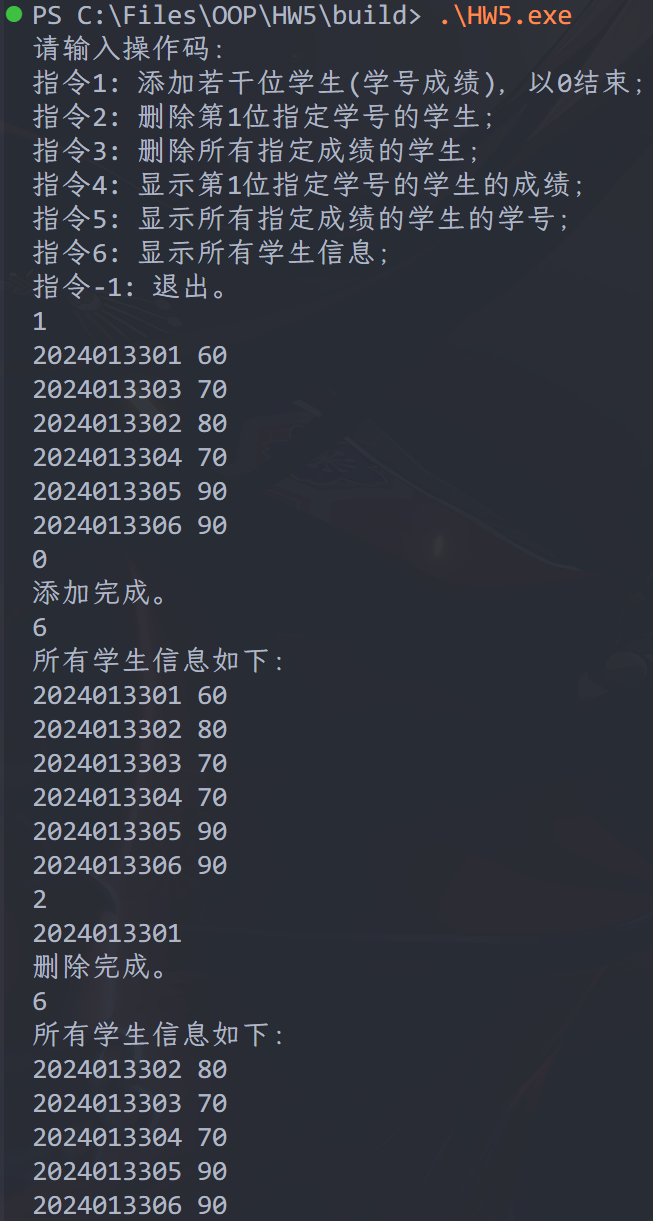 PS C:\Files\OOP\HW5\build> .\HW5.exe
请输入操作码：
指令1: 添加若干位学生(学号成绩)，以0结束;
指令2: 删除第1位指定学号的学生;
指令3: 删除所有指定成绩的学生;
指令4: 显示第1位指定学号的学生的成绩;
指令5: 显示所有指定成绩的学生的学号;
指令6: 显示所有学生信息;
指令-1: 退出。
1
2024013301 60
2024013303 70
2024013302 80
2024013304 70
2024013305 90
2024013306 90
0
添加完成。
6
所有学生信息如下：
2024013301 60
2024013302 80
2024013303 70
2024013304 70
2024013305 90
2024013306 90
2
2024013301
删除完成。
6
所有学生信息如下：
2024013302 80
2024013303 70
2024013304 70
2024013305 90
2024013306 90